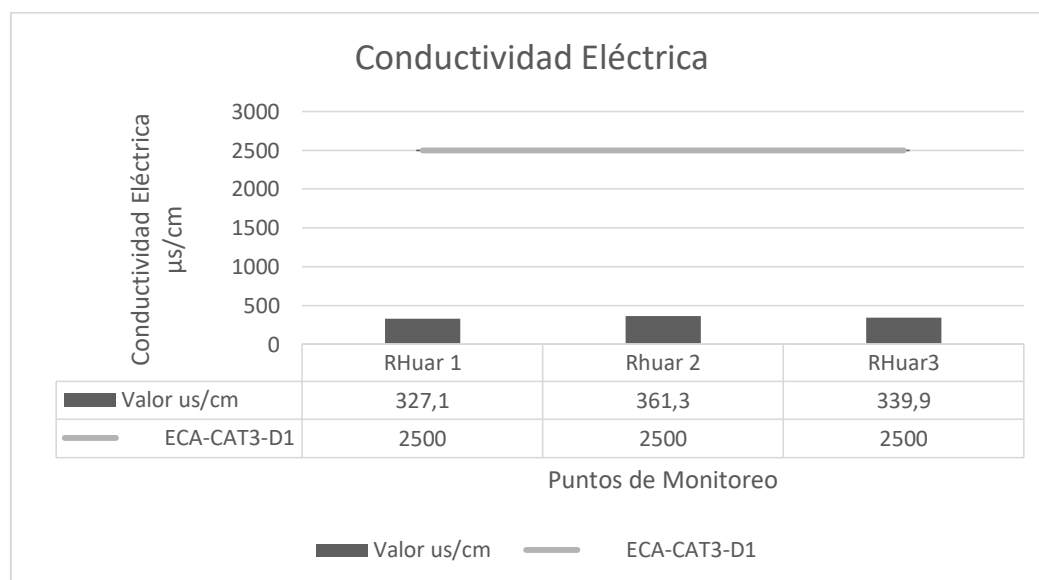 Conductividad Eléctrica
Conductividad Eléctrica
µs/cm
3000
2500
2000
1500
1000
500
0
RHuar 1 Rhuar 2 RHuar3
Valor us/cm 327,1 361,3 339,9
ECA-CAT3-D1 2500 2500 2500
Puntos de Monitoreo
Valor us/cm ECA-CAT3-D1